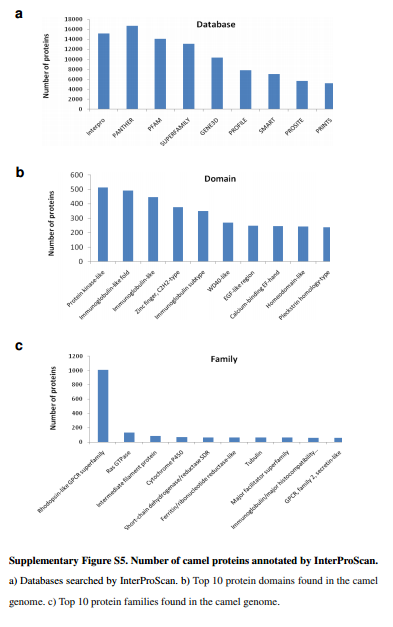 a
Database
Number of proteins
18000
16000
14000
12000
10000
8000
6000
4000
2000
0
Interpro
PANTHER
PFAM
SUPERFAMILY
GENE3D
PROFILE
SMART
PROSITE
PRINTS
b
Domain
Number of proteins
600
500
400
300
200
100
0
Protein kinase-like
Immunoglobulin-like fold
Immunoglobulin-like
Zinc finger, C2H2-type
Immunoglobulin subtype
WD40-like
EGF-like region
Calcium-binding EF-hand
Homeodomain-like
Pleckstrin homology-type
c
Family
Number of proteins
1200
1000
800
600
400
200
0
Rhodopsin-like GPCR superfamily
Ras GTPase
Intermediate filament protein
Cytochrome P450
Short-chain dehydrogenase/reductase SDR
Ferritin/ribonucleotide reductase-like
Tubulin
Major facilitator superfamily
Immunoglobulin/major histocompatibility...
GPCR, family 2, secretin-like
Supplementary Figure S5. Number of camel proteins annotated by InterProScan.
a) Databases searched by InterProScan. b) Top 10 protein domains found in the camel
genome. c) Top 10 protein families found in the camel genome.